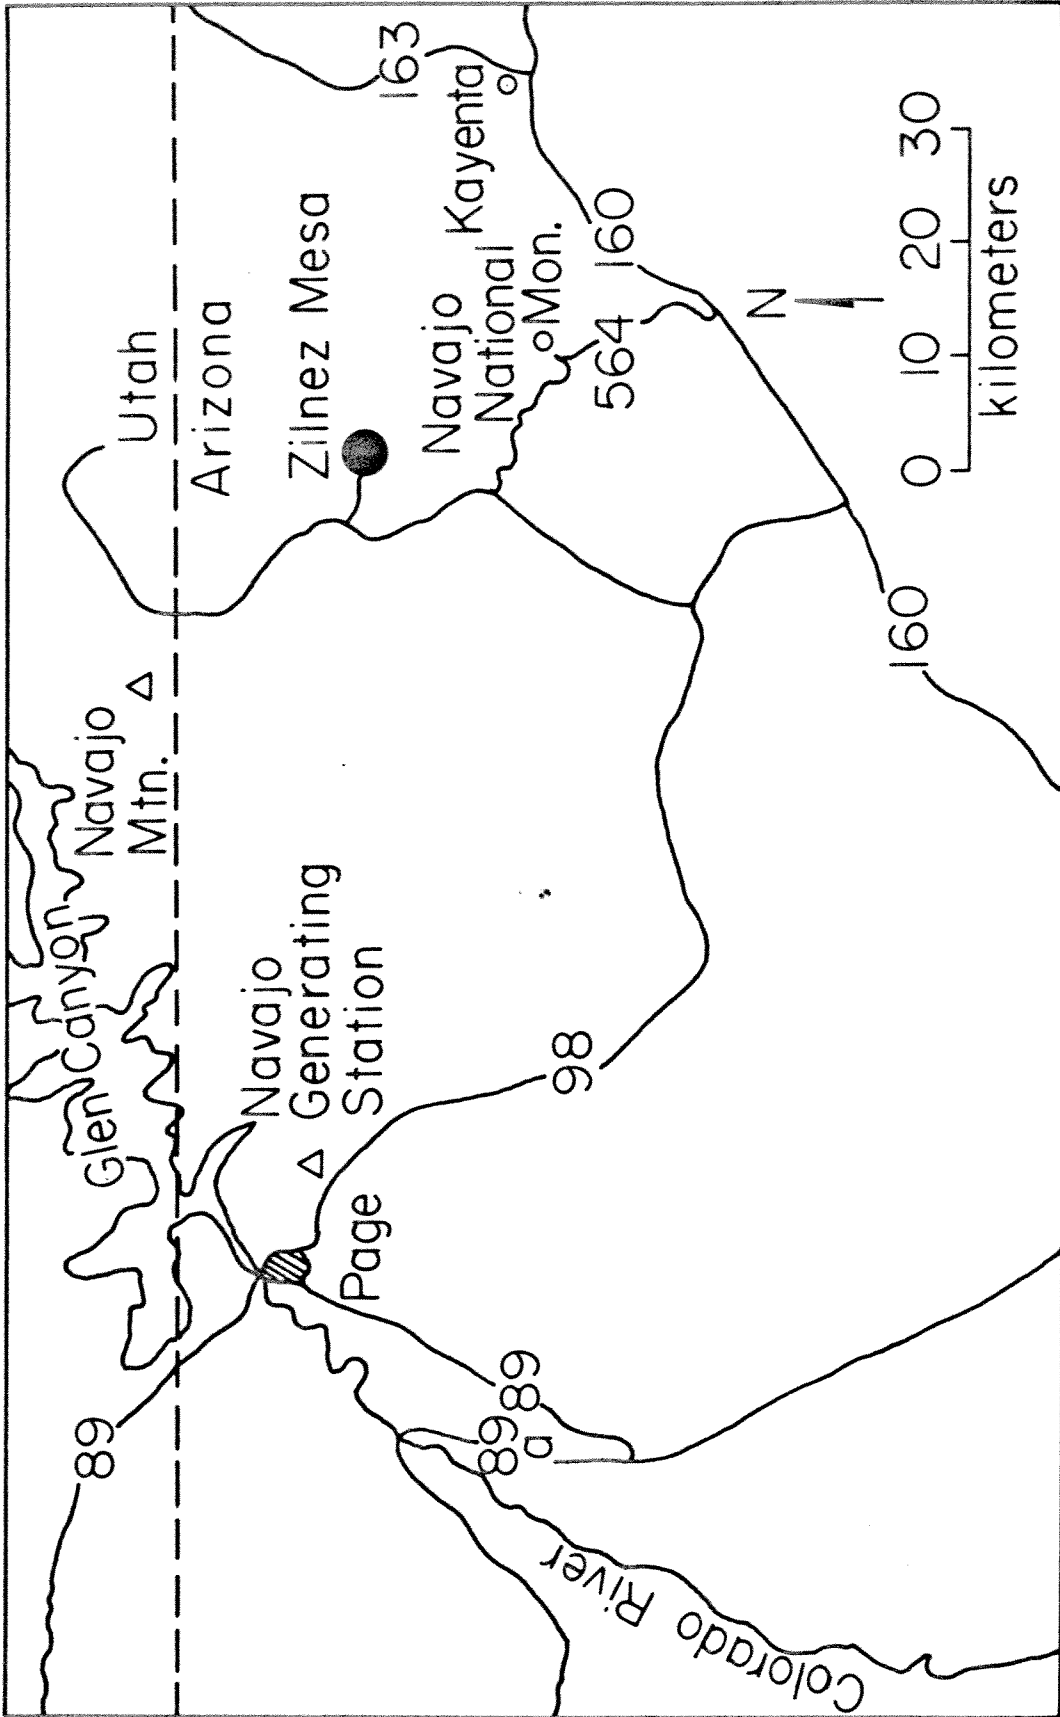 89
Glen Canyon
Navajo
Mtn.
Utah
Arizona
163
Zilnez Mesa
Navajo
Generating
Station
Page
Navajo
National
Mon.
Kayenta
564
160
98
89
89
a
Colorado River
160
N
0 10 20 30
kilometers